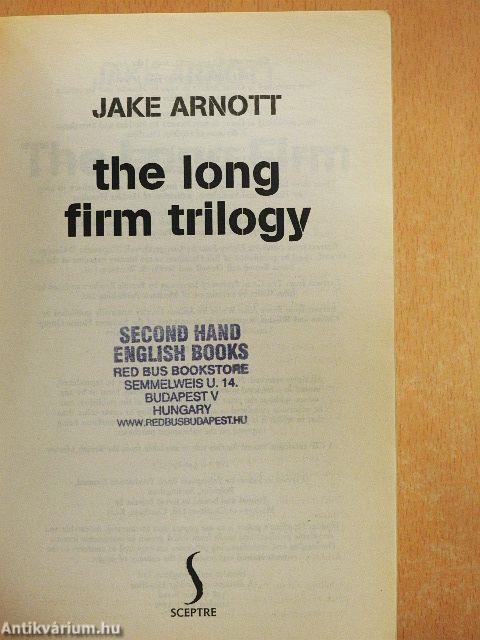 JAKE ARNOTT
the long
firm trilogy
SECOND HAND
ENGLISH BOOKS
RED BUS BOOKSTORE
SEMMELWEIS U. 14.
BUDAPEST V
HUNGARY
WWW.REDBUSBUDAPEST.HU
SCEPTRE
Antikvárium.hu